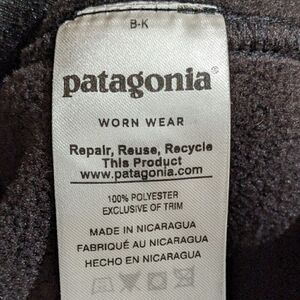 B-K
patagonia®
WORN WEAR
Repair, Reuse, Recycle
This Product
www.patagonia.com
100% POLYESTER
EXCLUSIVE OF TRIM
MADE IN NICARAGUA
FABRIQUÉ AU NICARAGUA
HECHO EN NICARAGUA